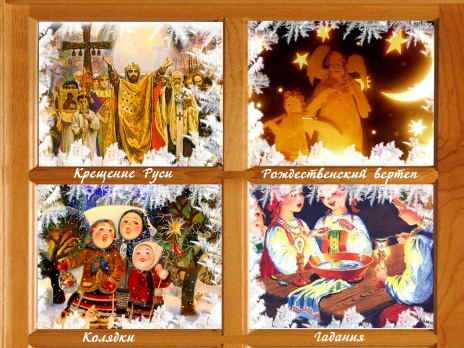 Крещение Руси
Рождественский вертеп
Колядки
Гадания